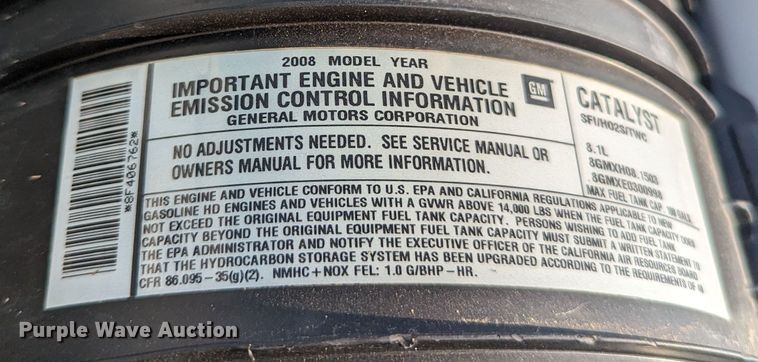 2008 MODEL YEAR
IMPORTANT ENGINE AND VEHICLE
EMISSION CONTROL INFORMATION
GENERAL MOTORS CORPORATION
GM
NO ADJUSTMENTS NEEDED. SEE SERVICE MANUAL OR
OWNERS MANUAL FOR MORE INFORMATION.
CATALYST
SFI/HO2S/TWC
8.1L
8GMXH08.1503
8GMXE0300998
MAX FUEL TANK CAP. GALS.
THIS ENGINE AND VEHICLE CONFORM TO U.S. EPA AND CALIFORNIA REGULATIONS APPLICABLE TO NEW
GASOLINE HD ENGINES AND VEHICLES WITH A GVWR ABOVE 14,000 LBS WHEN THE FUEL TANK CAPACITY DOES
NOT EXCEED THE ORIGINAL EQUIPMENT FUEL TANK CAPACITY. PERSONS WISHING TO ADD FUEL TANK
CAPACITY BEYOND THE ORIGINAL EQUIPMENT FUEL TANK CAPACITY MUST SUBMIT A WRITTEN STATEMENT TO
THE EPA ADMINISTRATOR AND NOTIFY THE EXECUTIVE OFFICER OF THE CALIFORNIA AIR RESOURCES BOARD
THAT THE HYDROCARBON STORAGE SYSTEM HAS BEEN UPGRADED ACCORDING TO THE REQUIREMENTS OF 40
CFR 86.095-35(g)(2). NMHC+NOX FEL: 1.0 G/BHP-HR.
*8F406762*
Purple Wave Auction